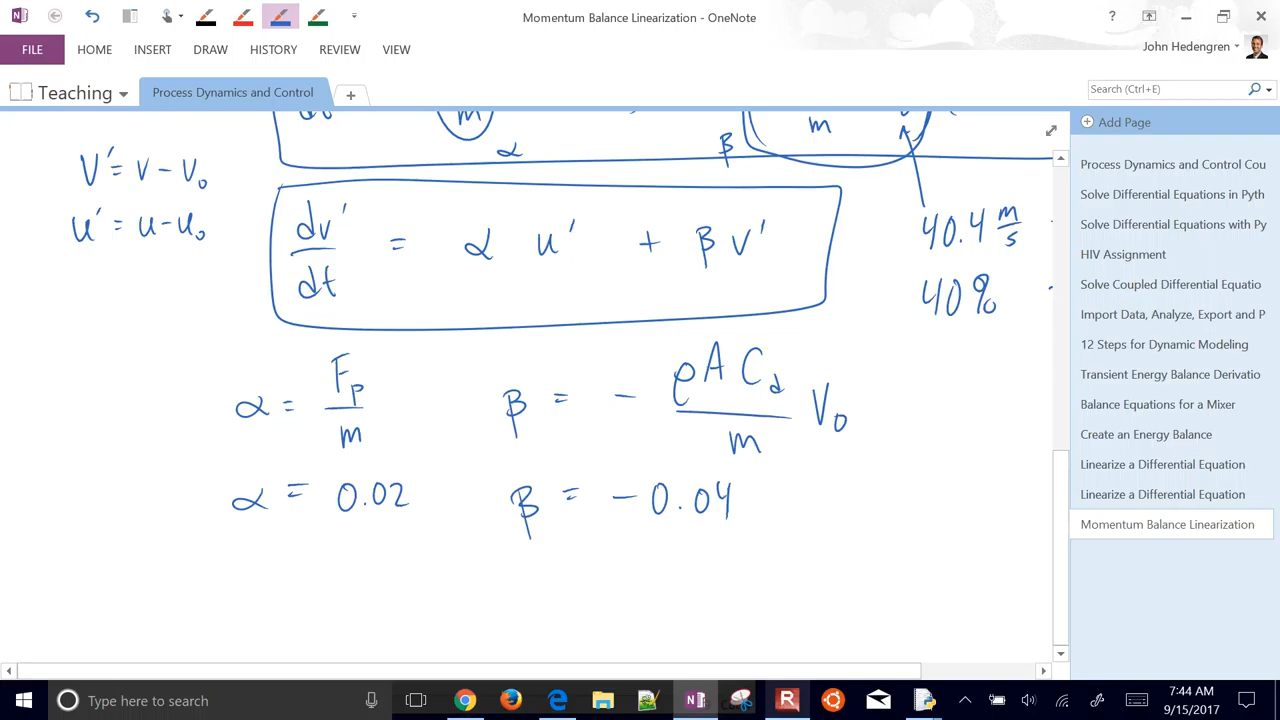 Momentum Balance Linearization - OneNote
John Hedengren
FILE HOME INSERT DRAW HISTORY REVIEW VIEW
Teaching
Process Dynamics and Control
Search (Ctrl+E)
Add Page
Process Dynamics and Control Cou
Solve Differential Equations in Pyth
Solve Differential Equations with Py
HIV Assignment
Solve Coupled Differential Equatio
Import Data, Analyze, Export and P
12 Steps for Dynamic Modeling
Transient Energy Balance Derivatio
Balance Equations for a Mixer
Create an Energy Balance
Linearize a Differential Equation
Linearize a Differential Equation
Momentum Balance Linearization
m m
α β
v' = v - v₀
u' = u - u₀
dv'/dt = α u' + β v'
40.4 m/s
40%
α = Fp/m β = - ρ A Cd / m v₀
α = 0.02 β = -0.04
Type here to search
7:44 AM
9/15/2017